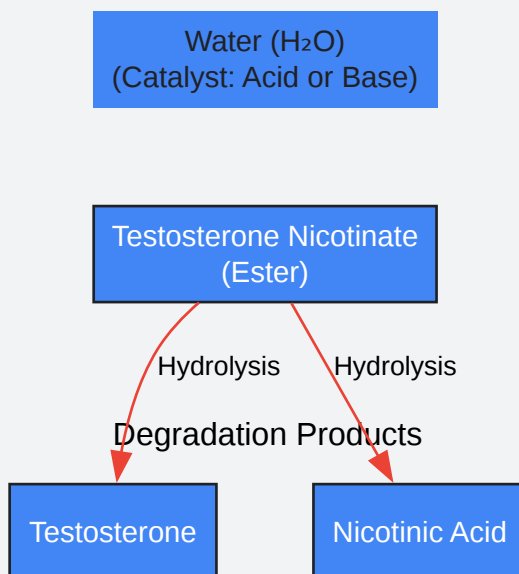 Water (H₂O)
(Catalyst: Acid or Base)
Testosterone Nicotinate
(Ester)
Hydrolysis
Hydrolysis
Degradation Products
Testosterone
Nicotinic Acid